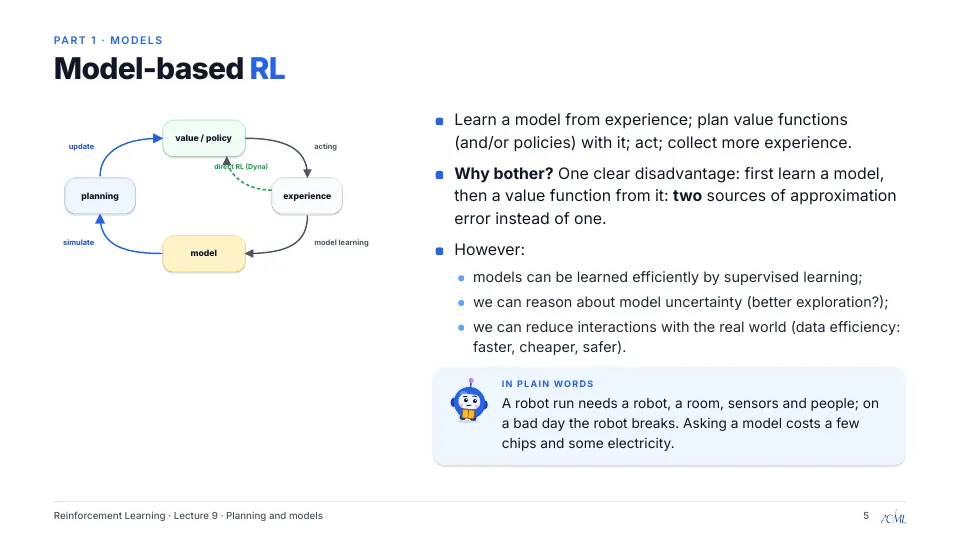 PART 1 · MODELS
Model-based RL
value / policy
update
acting
direct RL (Dyna)
planning
experience
simulate
model learning
model
Learn a model from experience; plan value functions
(and/or policies) with it; act; collect more experience.
Why bother? One clear disadvantage: first learn a model,
then a value function from it: two sources of approximation
error instead of one.
However:
models can be learned efficiently by supervised learning;
we can reason about model uncertainty (better exploration?);
we can reduce interactions with the real world (data efficiency:
faster, cheaper, safer).
IN PLAIN WORDS
A robot run needs a robot, a room, sensors and people; on
a bad day the robot breaks. Asking a model costs a few
chips and some electricity.
Reinforcement Learning · Lecture 9 · Planning and models
5
ACML